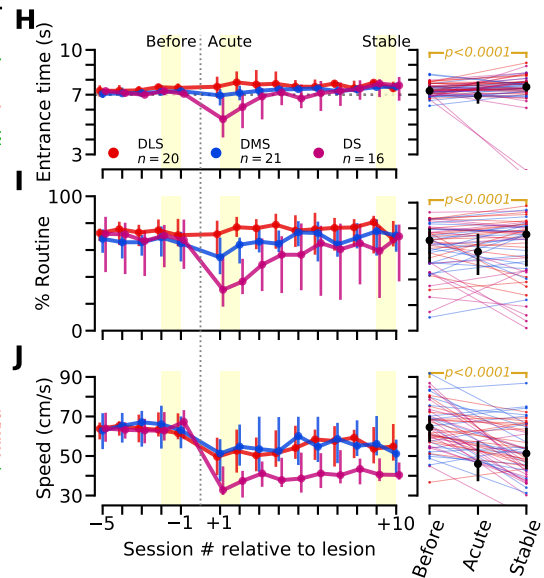 H
Before Acute Stable
Entrance time (s)
10
7
3
p<0.0001
DLS
n = 20
DMS
n = 21
DS
n = 16
I
% Routine
100
0
p<0.0001
J
Speed (cm/s)
90
70
50
30
p<0.0001
−5 −1 +1 +10
Session # relative to lesion
Before
Acute
Stable